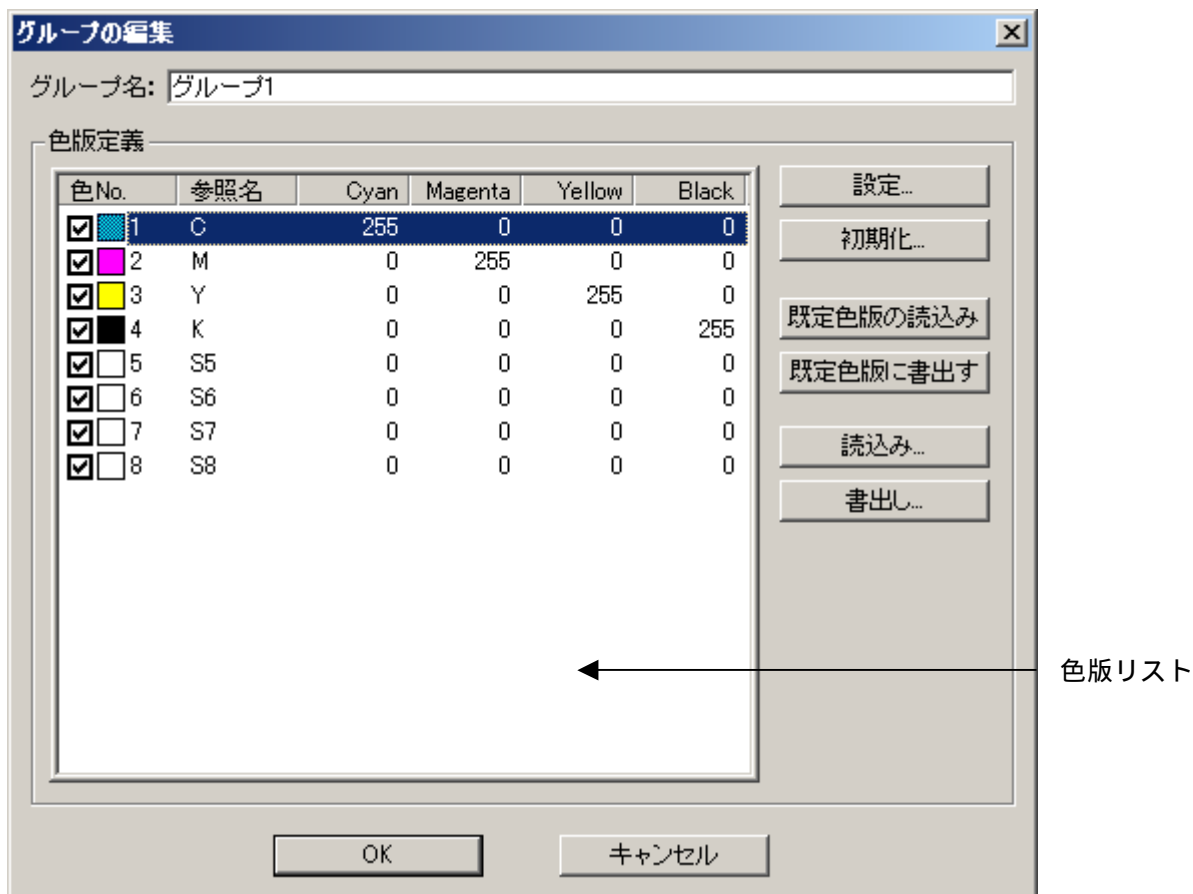 グループの編集
グループ名: グループ1
色版定義
色No. 参照名 Cyan Magenta Yellow Black
1 C 255 0 0 0
2 M 0 255 0 0
3 Y 0 0 255 0
4 K 0 0 0 255
5 S5 0 0 0 0
6 S6 0 0 0 0
7 S7 0 0 0 0
8 S8 0 0 0 0
設定...
初期化...
既定色版の読込み
既定色版に書出す
読込み...
書出し...
色版リスト
OK キャンセル